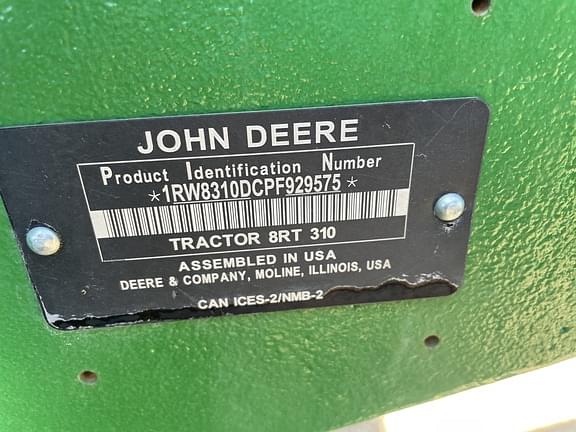 JOHN DEERE
Product Identification Number
*1RW8310DCPF929575*
TRACTOR 8RT 310
ASSEMBLED IN USA
DEERE & COMPANY, MOLINE, ILLINOIS, USA
CAN ICES-2/NMB-2